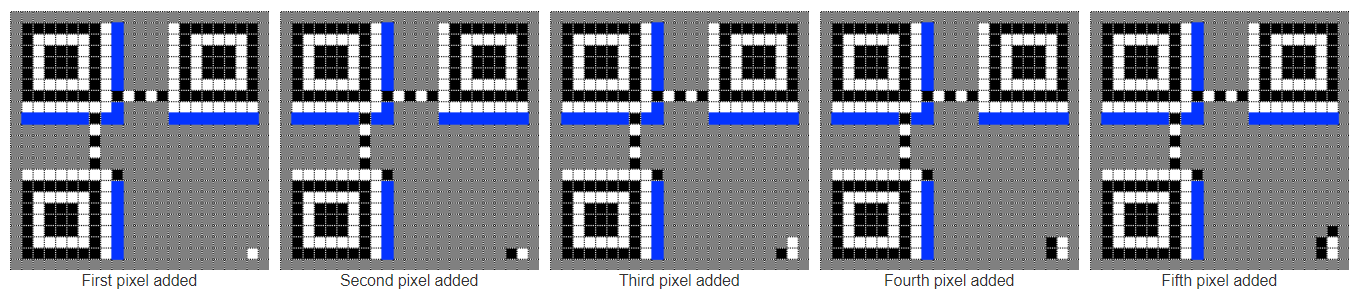 First pixel added
Second pixel added
Third pixel added
Fourth pixel added
Fifth pixel added